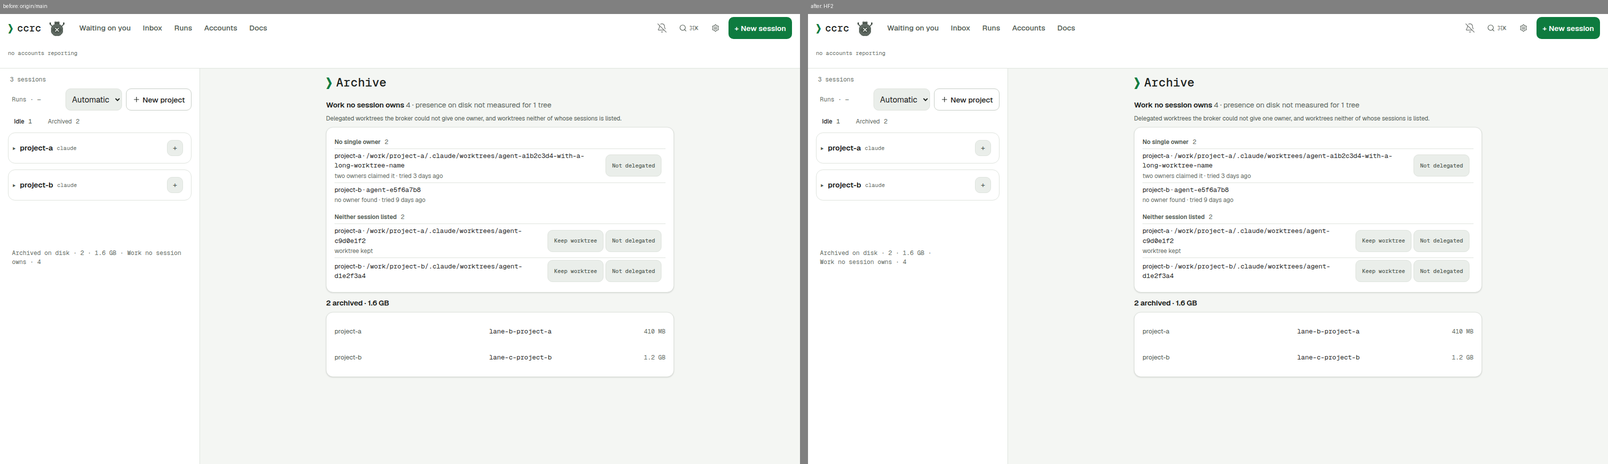 before origin/main
ccrc Waiting on you Inbox Runs Accounts Docs ⌘K + New session
no accounts reporting
3 sessions
Runs · – Automatic + New project
Idle 1 Archived 2
project-a claude +
project-b claude +
Archived on disk · 2 · 1.6 GB · Work no session
owns · 4
Archive
Work no session owns 4 · presence on disk not measured for 1 tree
Delegated worktrees the broker could not give one owner, and worktrees neither of whose sessions is listed.
No single owner 2
project-a · /work/project-a/.claude/worktrees/agent-a1b2c3d4-with-a-
long-worktree-name
two owners claimed it · tried 3 days ago
Not delegated
project-b · agent-e5f6a7b8
no owner found · tried 9 days ago
Neither session listed 2
project-a · /work/project-a/.claude/worktrees/agent-
c9d0e1f2
worktree kept
Keep worktree Not delegated
project-b · /work/project-b/.claude/worktrees/agent-
d1e2f3a4
Keep worktree Not delegated
2 archived · 1.6 GB
project-a lane-b-project-a 410 MB
project-b lane-c-project-b 1.2 GB
after HF2
ccrc Waiting on you Inbox Runs Accounts Docs ⌘K + New session
no accounts reporting
3 sessions
Runs · – Automatic + New project
Idle 1 Archived 2
project-a claude +
project-b claude +
Archived on disk · 2 · 1.6 GB ·
Work no session owns · 4
Archive
Work no session owns 4 · presence on disk not measured for 1 tree
Delegated worktrees the broker could not give one owner, and worktrees neither of whose sessions is listed.
No single owner 2
project-a · /work/project-a/.claude/worktrees/agent-a1b2c3d4-with-a-
long-worktree-name
two owners claimed it · tried 3 days ago
Not delegated
project-b · agent-e5f6a7b8
no owner found · tried 9 days ago
Neither session listed 2
project-a · /work/project-a/.claude/worktrees/agent-
c9d0e1f2
worktree kept
Keep worktree Not delegated
project-b · /work/project-b/.claude/worktrees/agent-
d1e2f3a4
Keep worktree Not delegated
2 archived · 1.6 GB
project-a lane-b-project-a 410 MB
project-b lane-c-project-b 1.2 GB